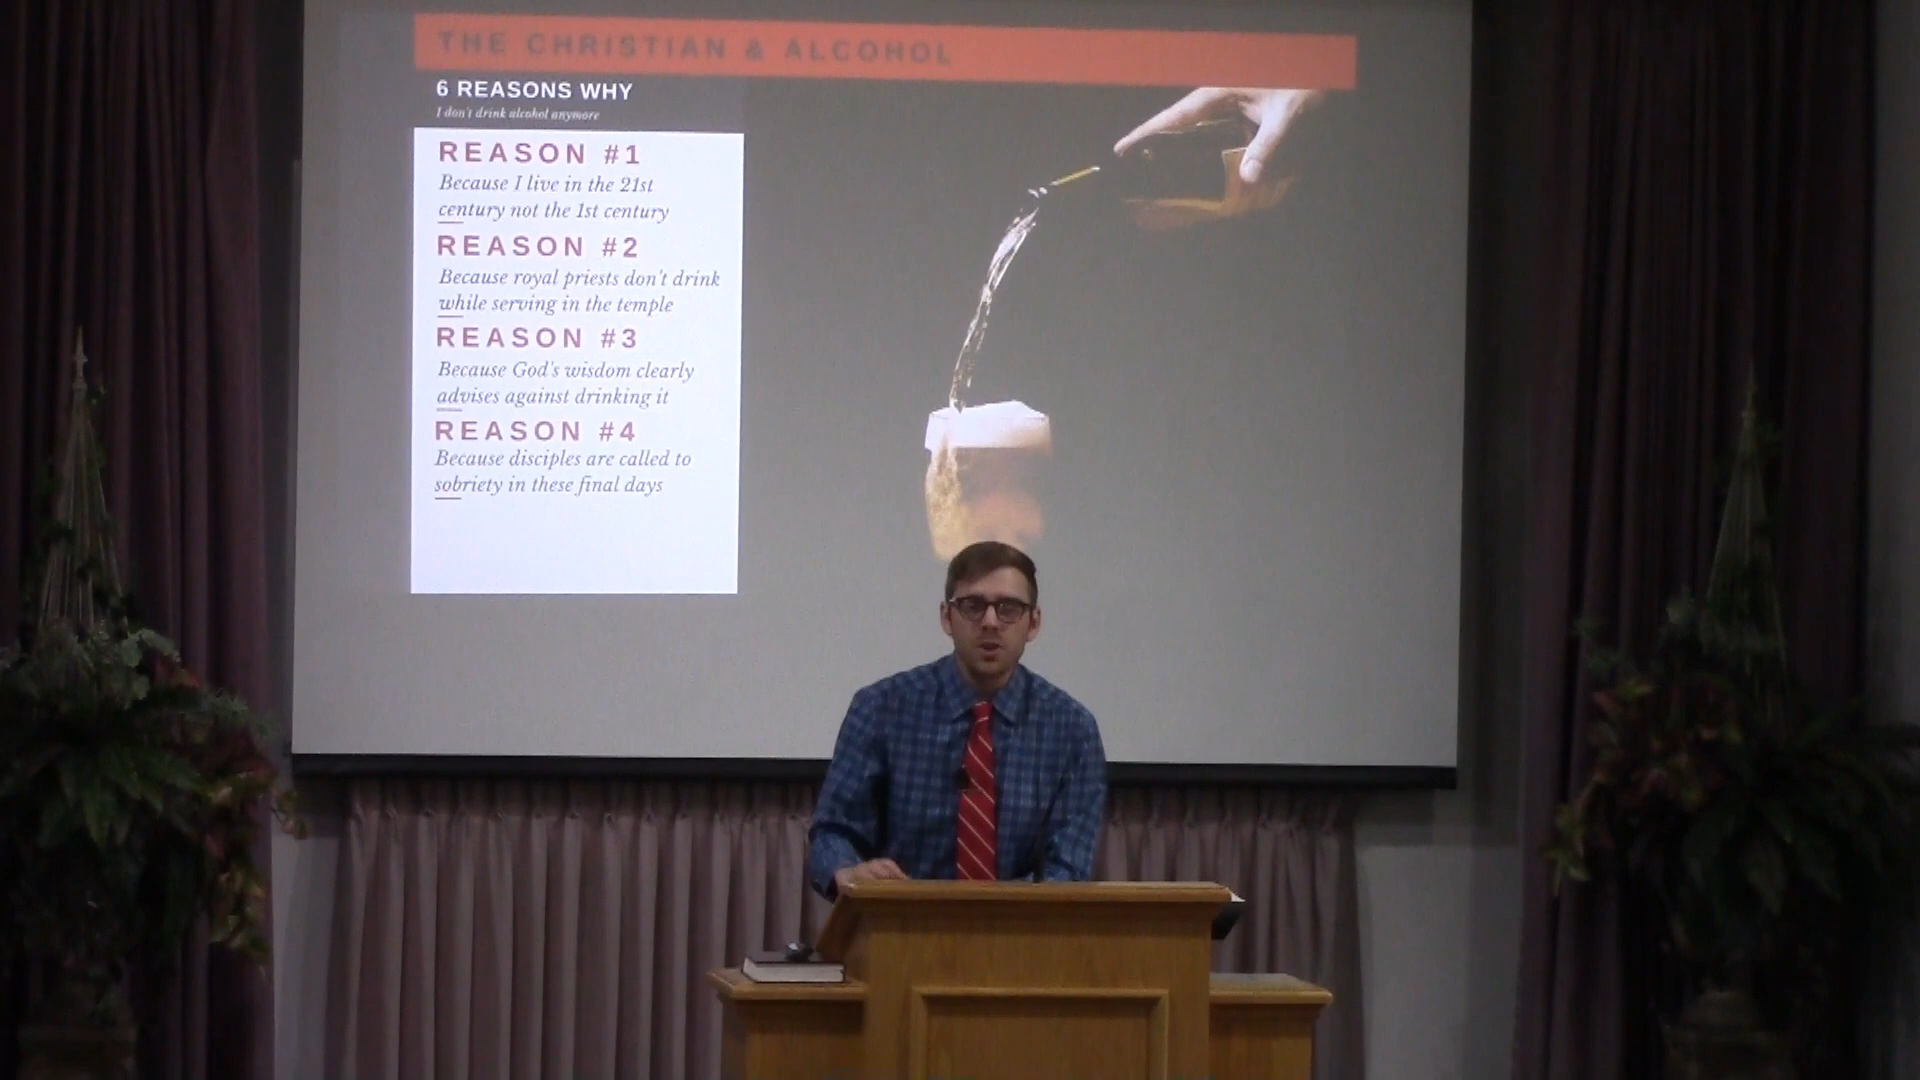 THE CHRISTIAN & ALCOHOL
6 REASONS WHY
I don't drink alcohol anymore
REASON #1
Because I live in the 21st
century not the 1st century
REASON #2
Because royal priests don't drink
while serving in the temple
REASON #3
Because God's wisdom clearly
advises against drinking it
REASON #4
Because disciples are called to
sobriety in these final days